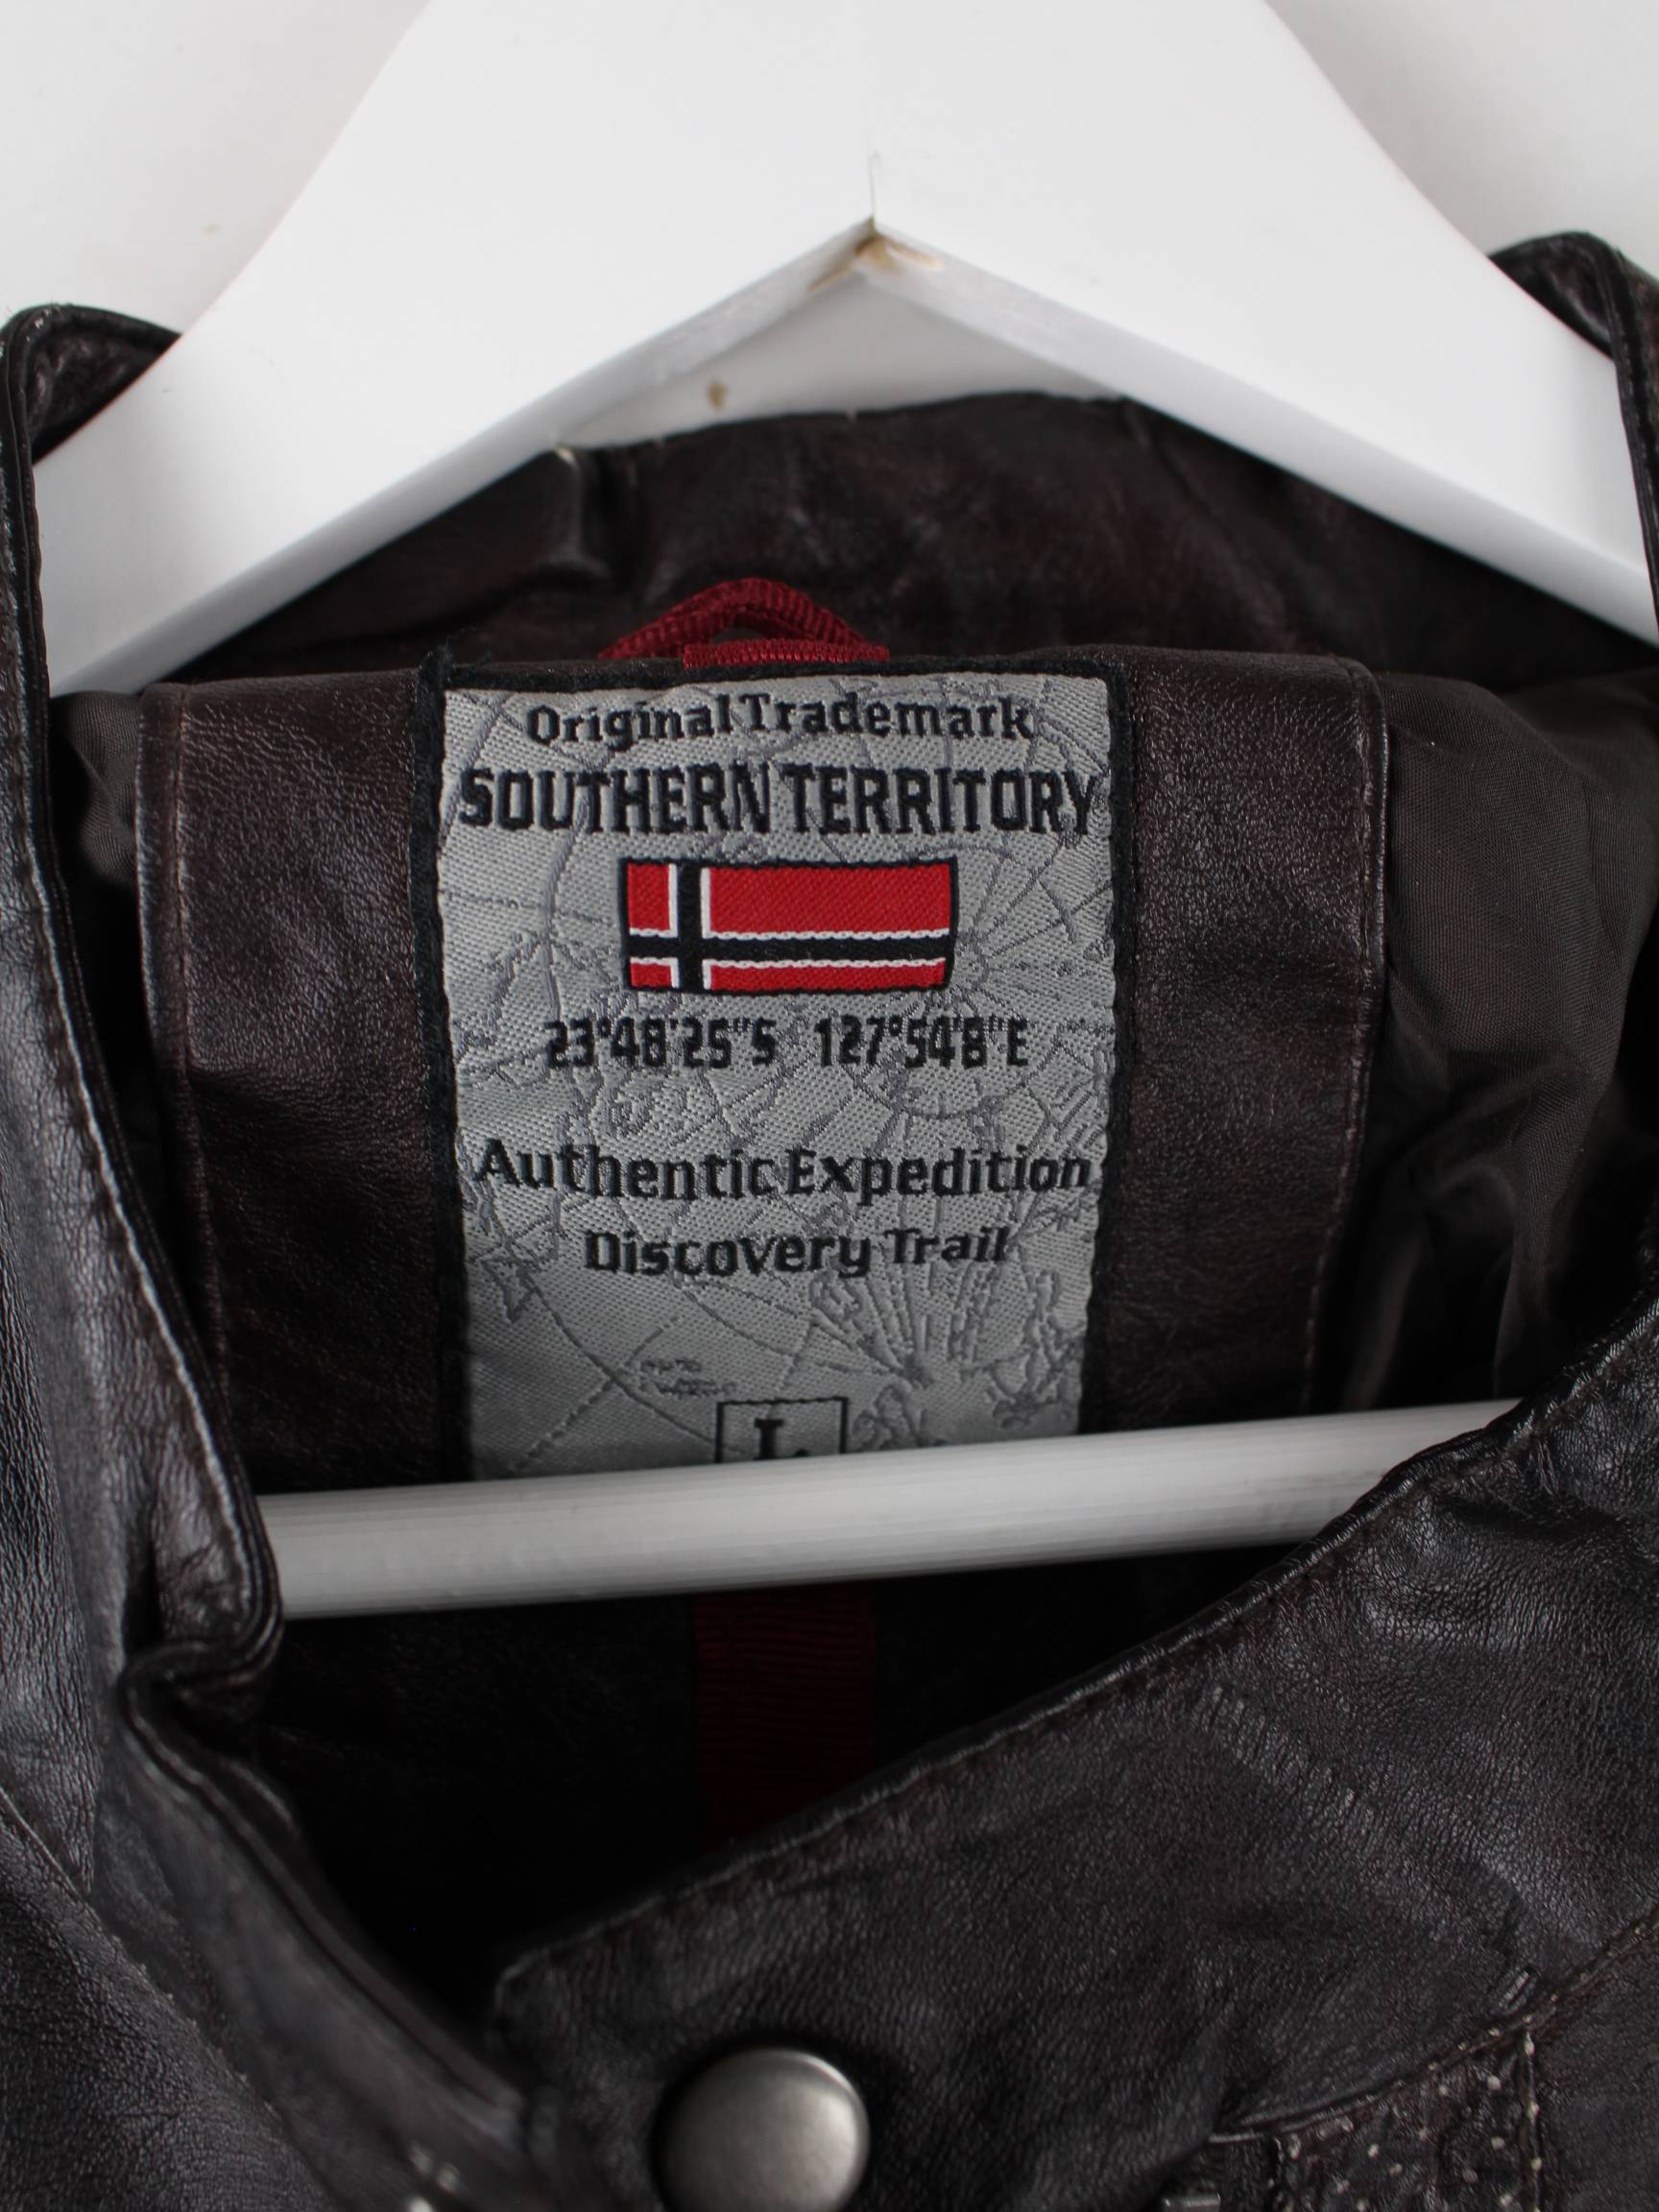 Original Trademark
SOUTHERN TERRITORY
23°48'25"S 127°54'8"E
Authentic Expedition
Discovery Trail
L